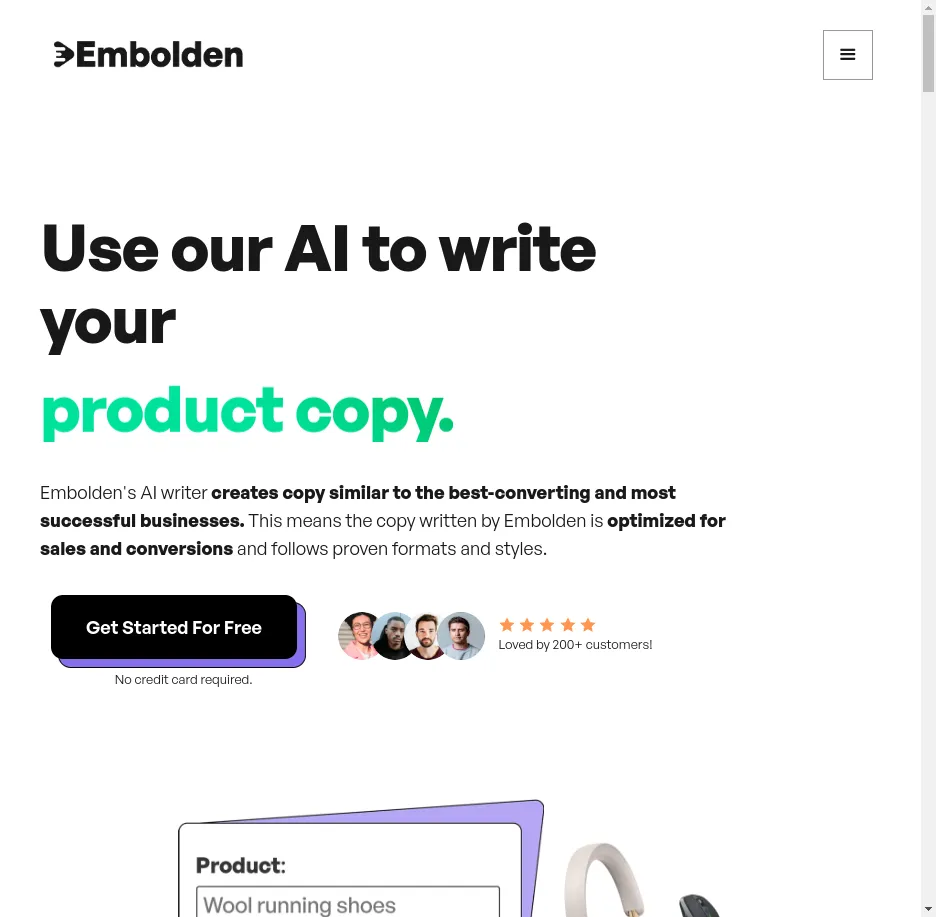 Embolden
Use our AI to write
your
product copy.
Embolden's AI writer creates copy similar to the best-converting and most
successful businesses. This means the copy written by Embolden is optimized for
sales and conversions and follows proven formats and styles.
Get Started For Free
Loved by 200+ customers!
No credit card required.
Product:
Wool running shoes